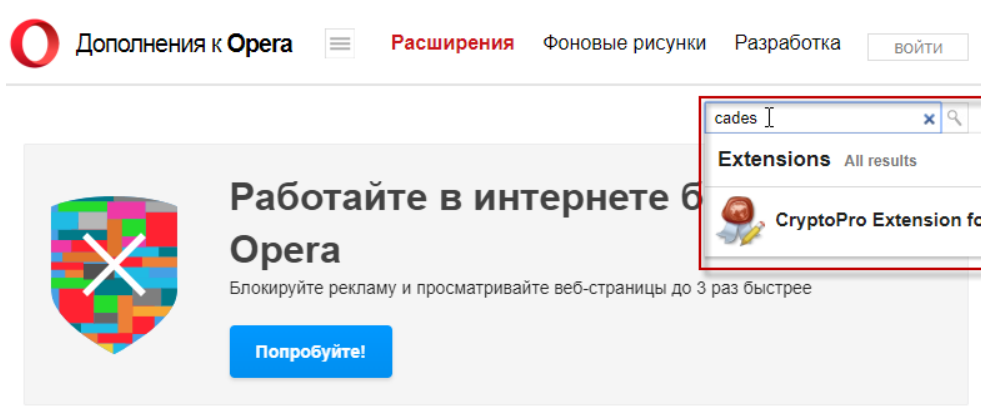 Дополнения к Opera Расширения Фоновые рисунки Разработка ВОЙТИ
cades
Extensions All results
CryptoPro Extension fo
Работайте в интернете б
Opera
Блокируйте рекламу и просматривайте веб-страницы до 3 раз быстрее
Попробуйте!